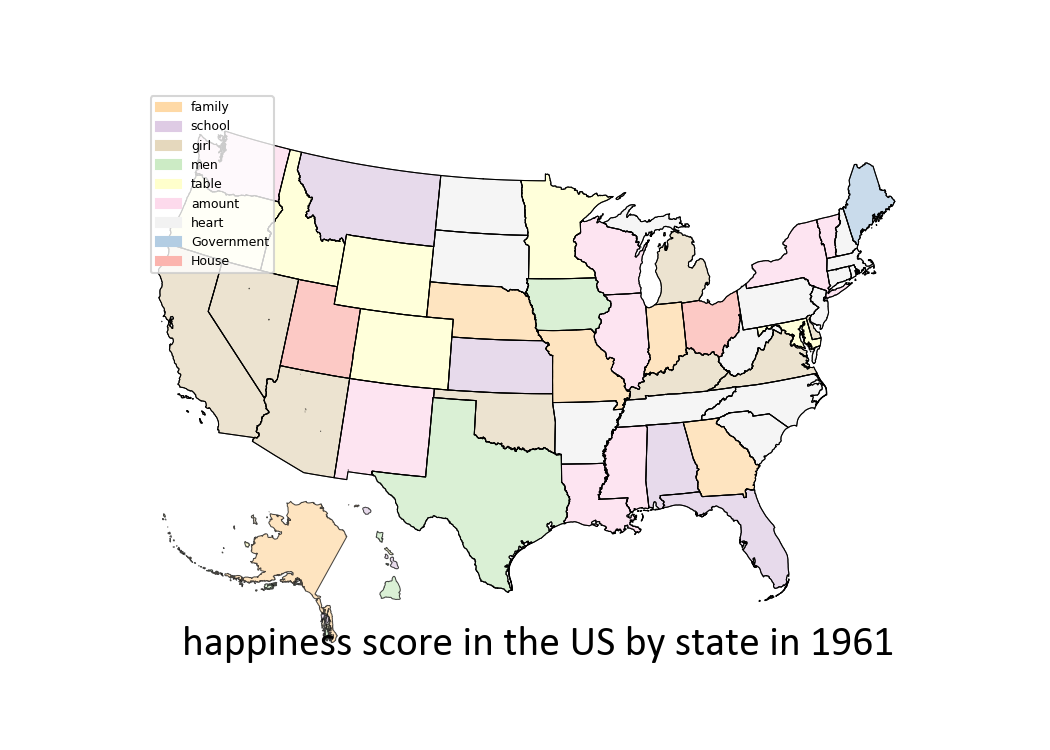 family
school
girl
men
table
amount
heart
Government
House
happiness score in the US by state in 1961